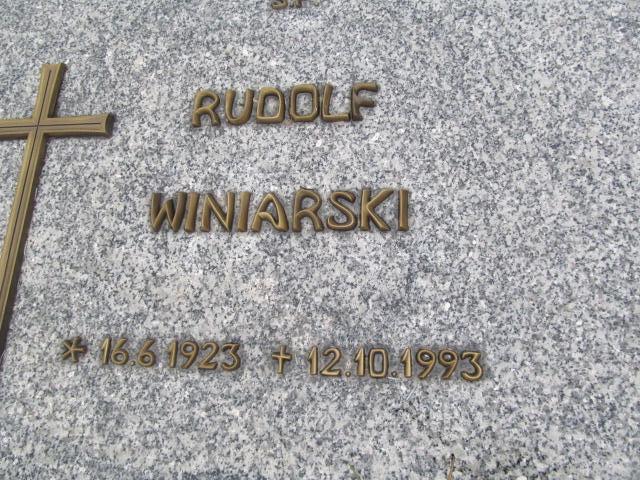 Ś.P.
RUDOLF
WINIARSKI
* 16.6 1923 + 12.10.1993